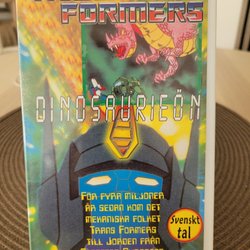 FORMERS
DINOSAURIEÖN
FÖR FYRA MILJONER
ÅR SEDAN KOM DET
MEKANISKA FOLKET
TRANS FORMERS
TILL JORDEN FRÅN
Svenskt
tal